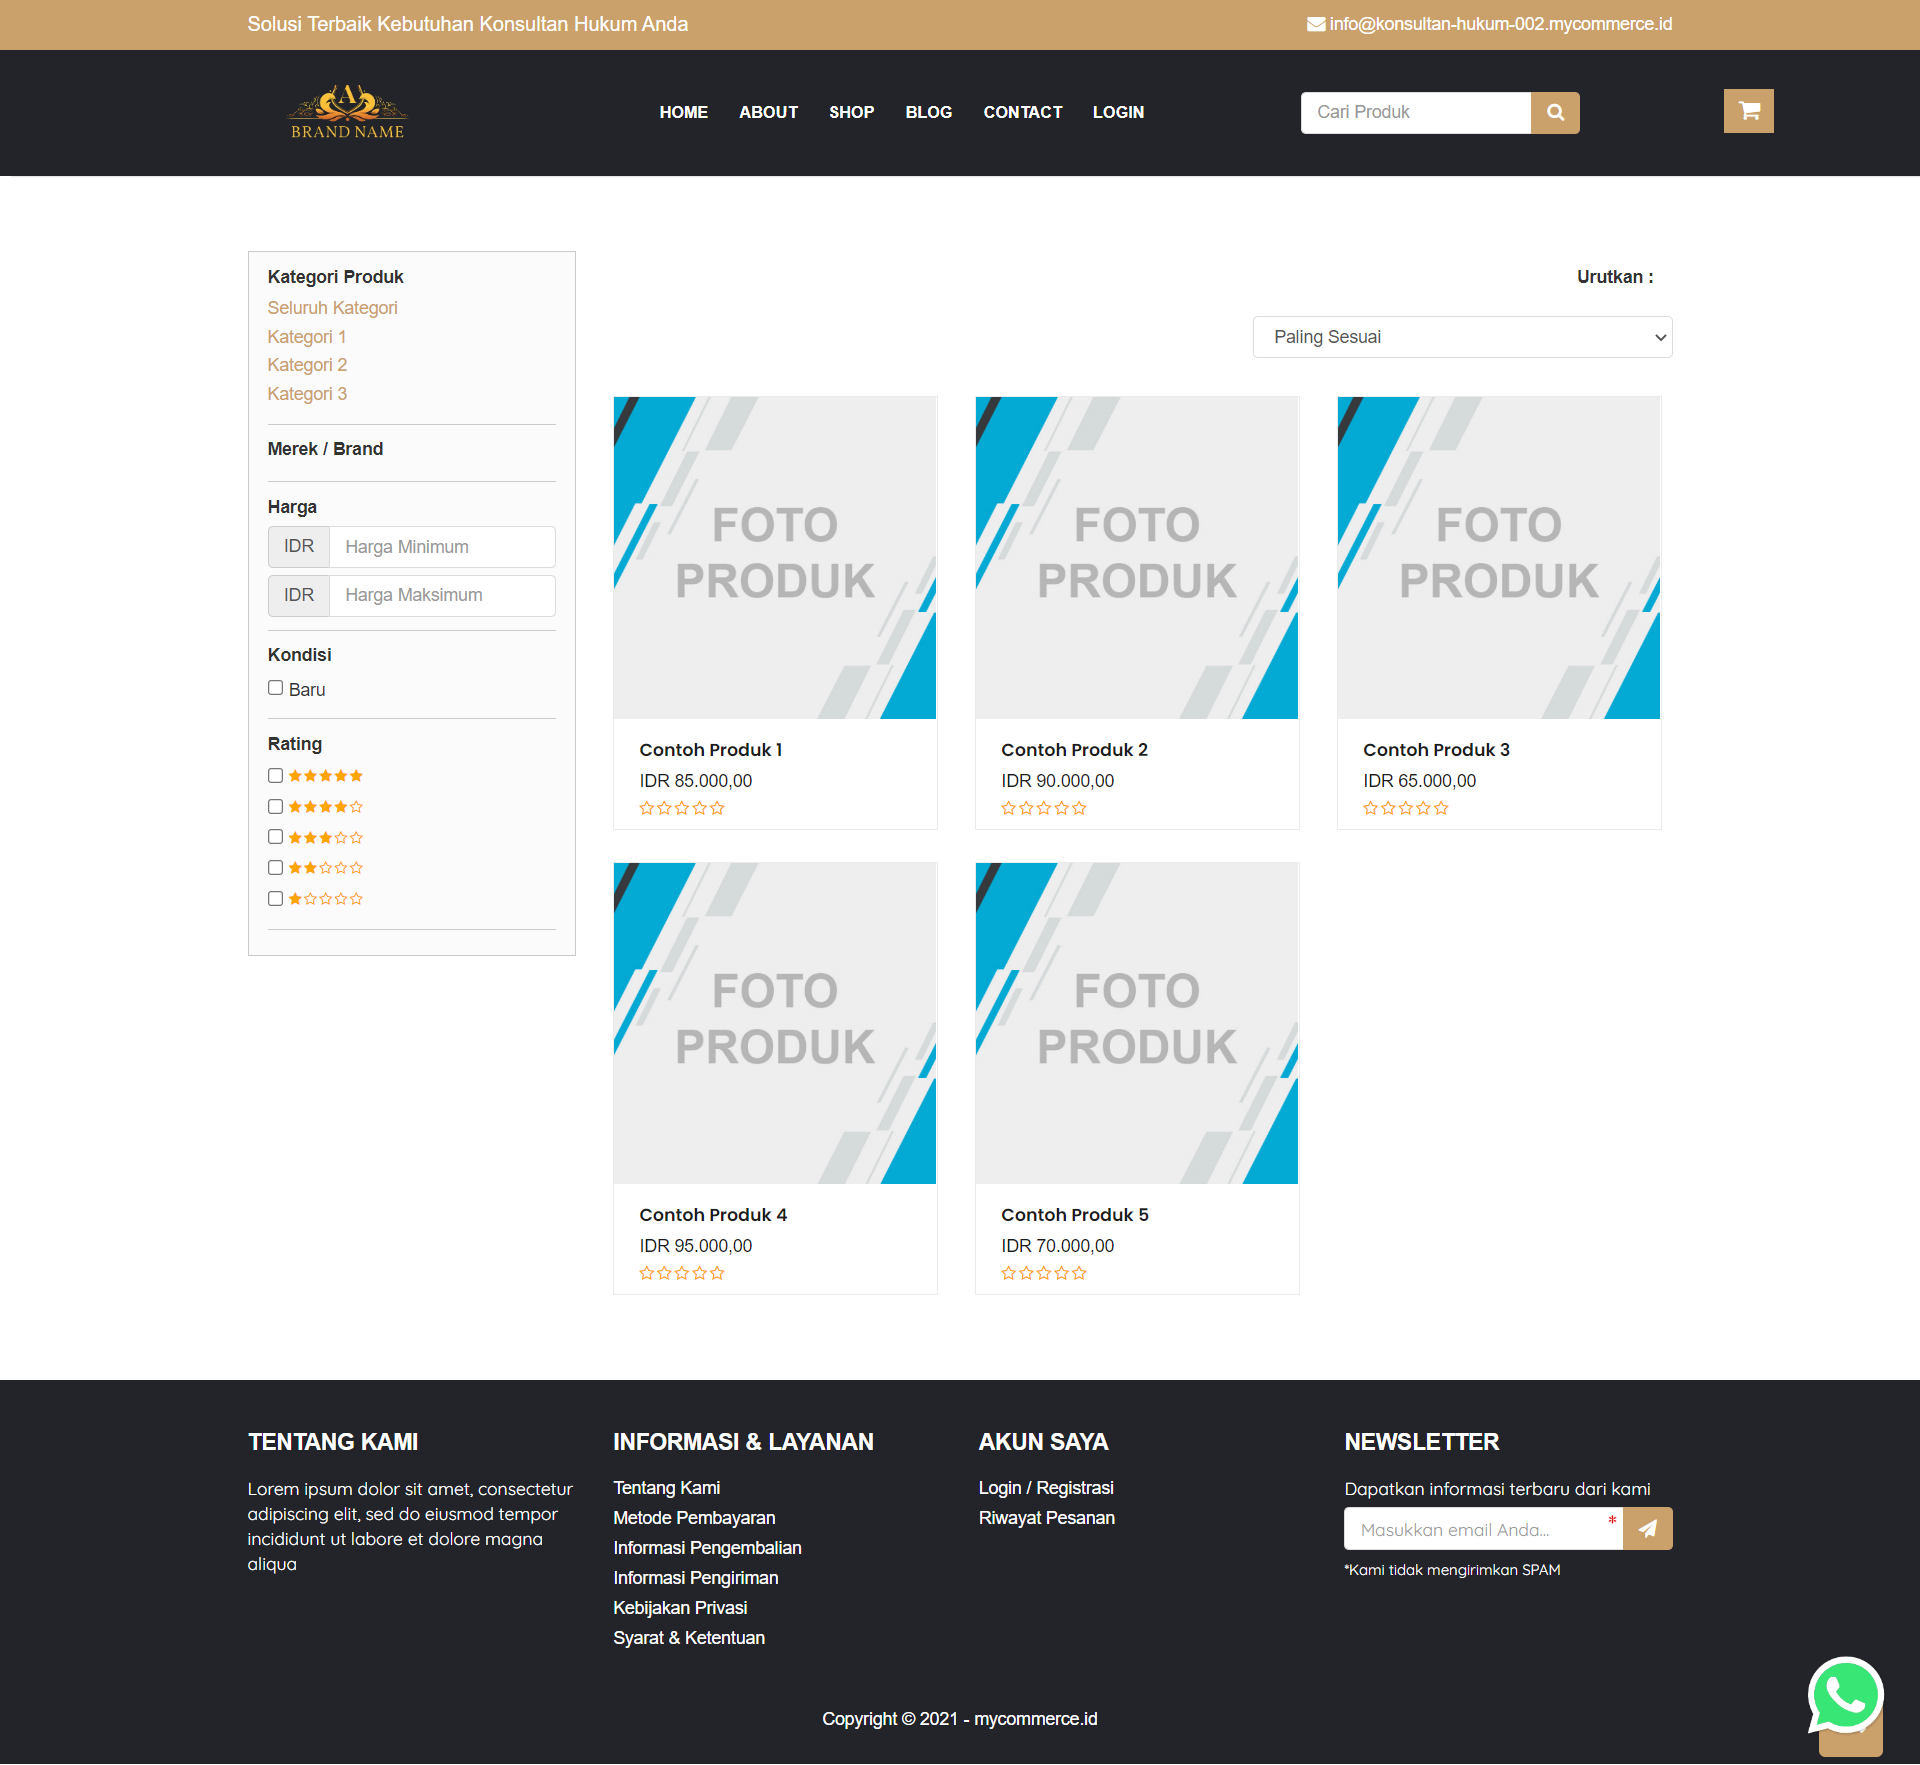 Solusi Terbaik Kebutuhan Konsultan Hukum Anda
info@konsultan-hukum-002.mycommerce.id
A
BRAND NAME
HOME
ABOUT
SHOP
BLOG
CONTACT
LOGIN
Cari Produk
Kategori Produk
Seluruh Kategori
Kategori 1
Kategori 2
Kategori 3
Merek / Brand
Harga
IDR
Harga Minimum
IDR
Harga Maksimum
Kondisi
Baru
Rating
Urutkan :
Paling Sesuai
FOTO
PRODUK
Contoh Produk 1
IDR 85.000,00
FOTO
PRODUK
Contoh Produk 2
IDR 90.000,00
FOTO
PRODUK
Contoh Produk 3
IDR 65.000,00
FOTO
PRODUK
Contoh Produk 4
IDR 95.000,00
FOTO
PRODUK
Contoh Produk 5
IDR 70.000,00
TENTANG KAMI
Lorem ipsum dolor sit amet, consectetur
adipiscing elit, sed do eiusmod tempor
incididunt ut labore et dolore magna
aliqua
INFORMASI & LAYANAN
Tentang Kami
Metode Pembayaran
Informasi Pengembalian
Informasi Pengiriman
Kebijakan Privasi
Syarat & Ketentuan
AKUN SAYA
Login / Registrasi
Riwayat Pesanan
NEWSLETTER
Dapatkan informasi terbaru dari kami
Masukkan email Anda... *
*Kami tidak mengirimkan SPAM
Copyright © 2021 - mycommerce.id